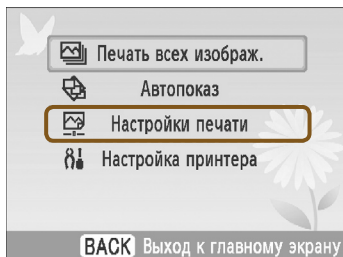 Печать всех изображ.
Автопоказ
Настройки печати
Настройка принтера
BACK Выход к главному экрану